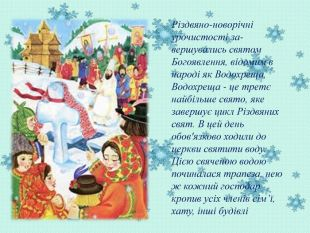 Різдвяно-новорічні
урочистості за-
вершувались святом
Богоявлення, відомим в
народі як Водохреща.
Водохреща - це третє
найбільше свято, яке
завершує цикл Різдвяних
свят. В цей день
обов'язково ходили до
церкви святити воду.
Цією свяченою водою
починалася трапеза, нею
ж кожний господар
кропив усіх членів сім’ї,
хату, інші будівлі